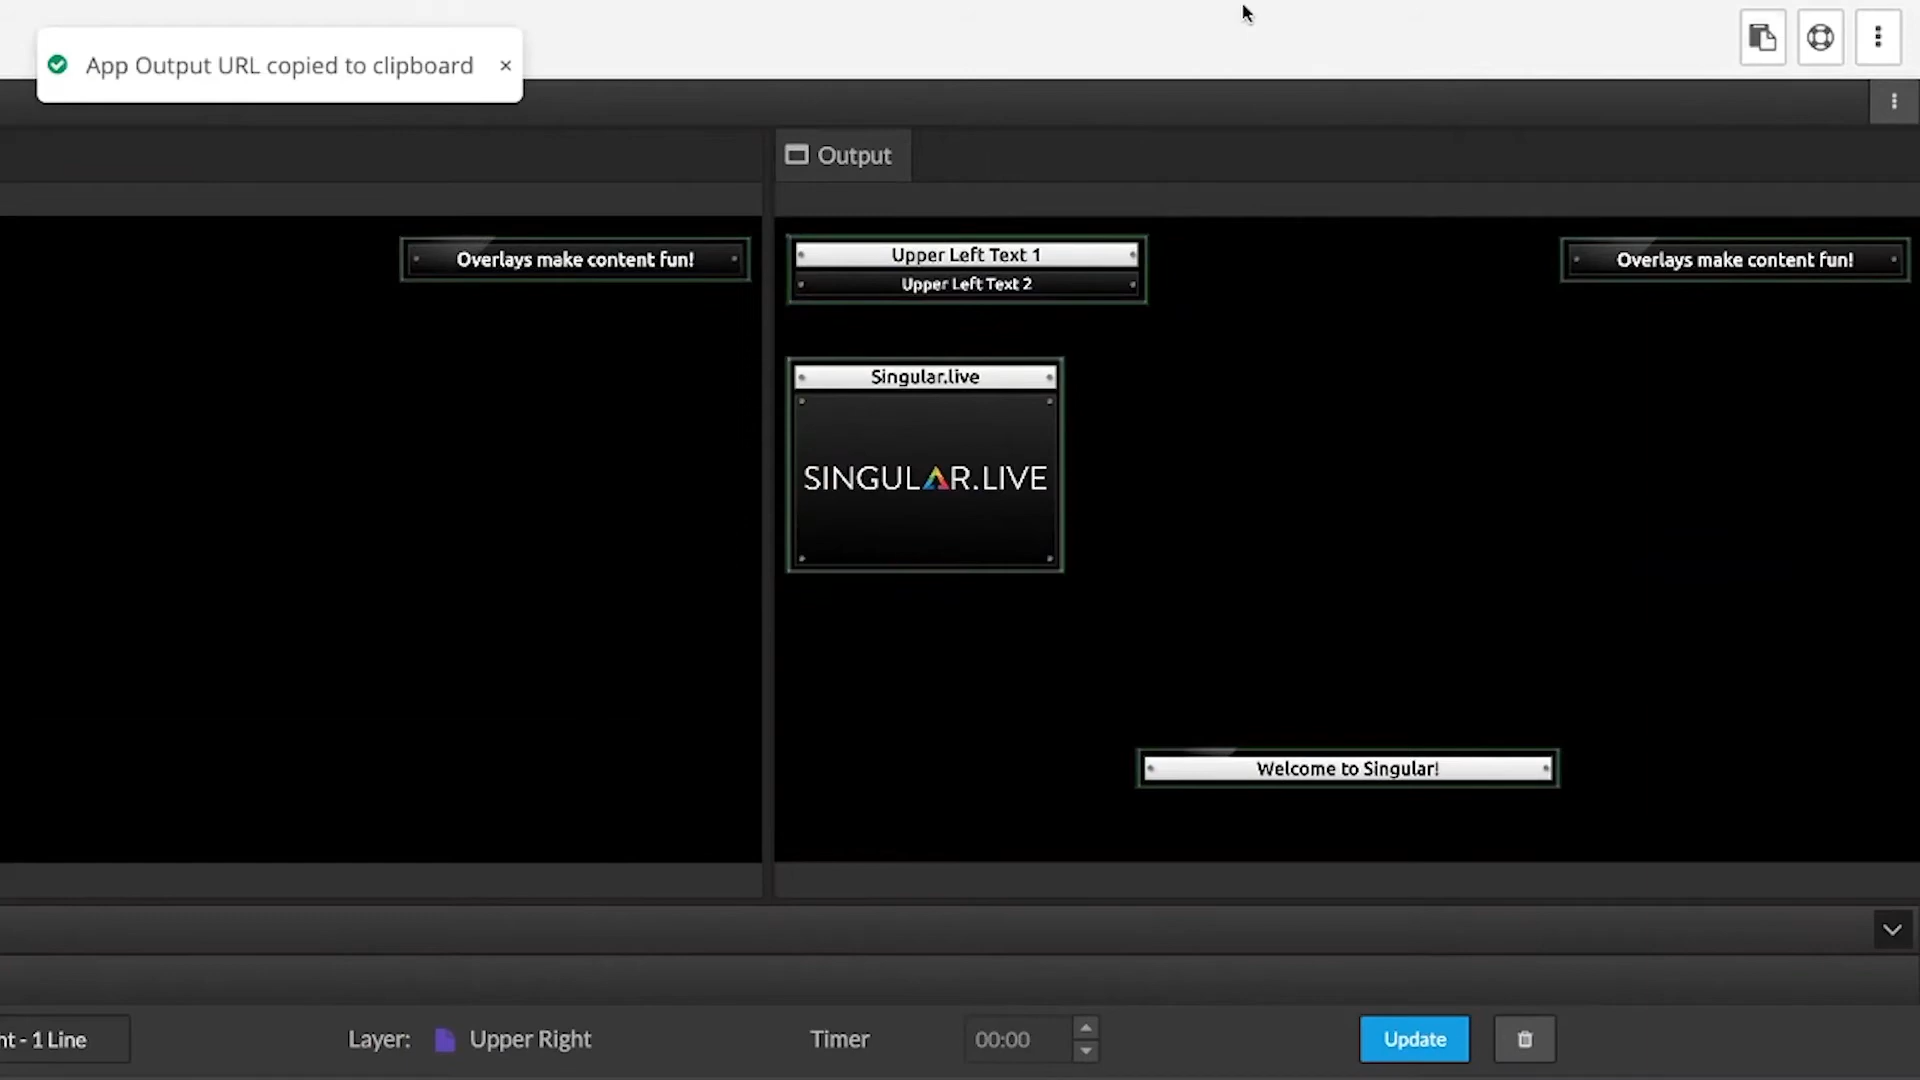 App Output URL copied to clipboard
Output
Overlays make content fun!
Upper Left Text 1
Upper Left Text 2
Overlays make content fun!
Singular.live
SINGULAR.LIVE
Welcome to Singular!
nt - 1 Line
Layer: Upper Right
Timer
00:00
Update